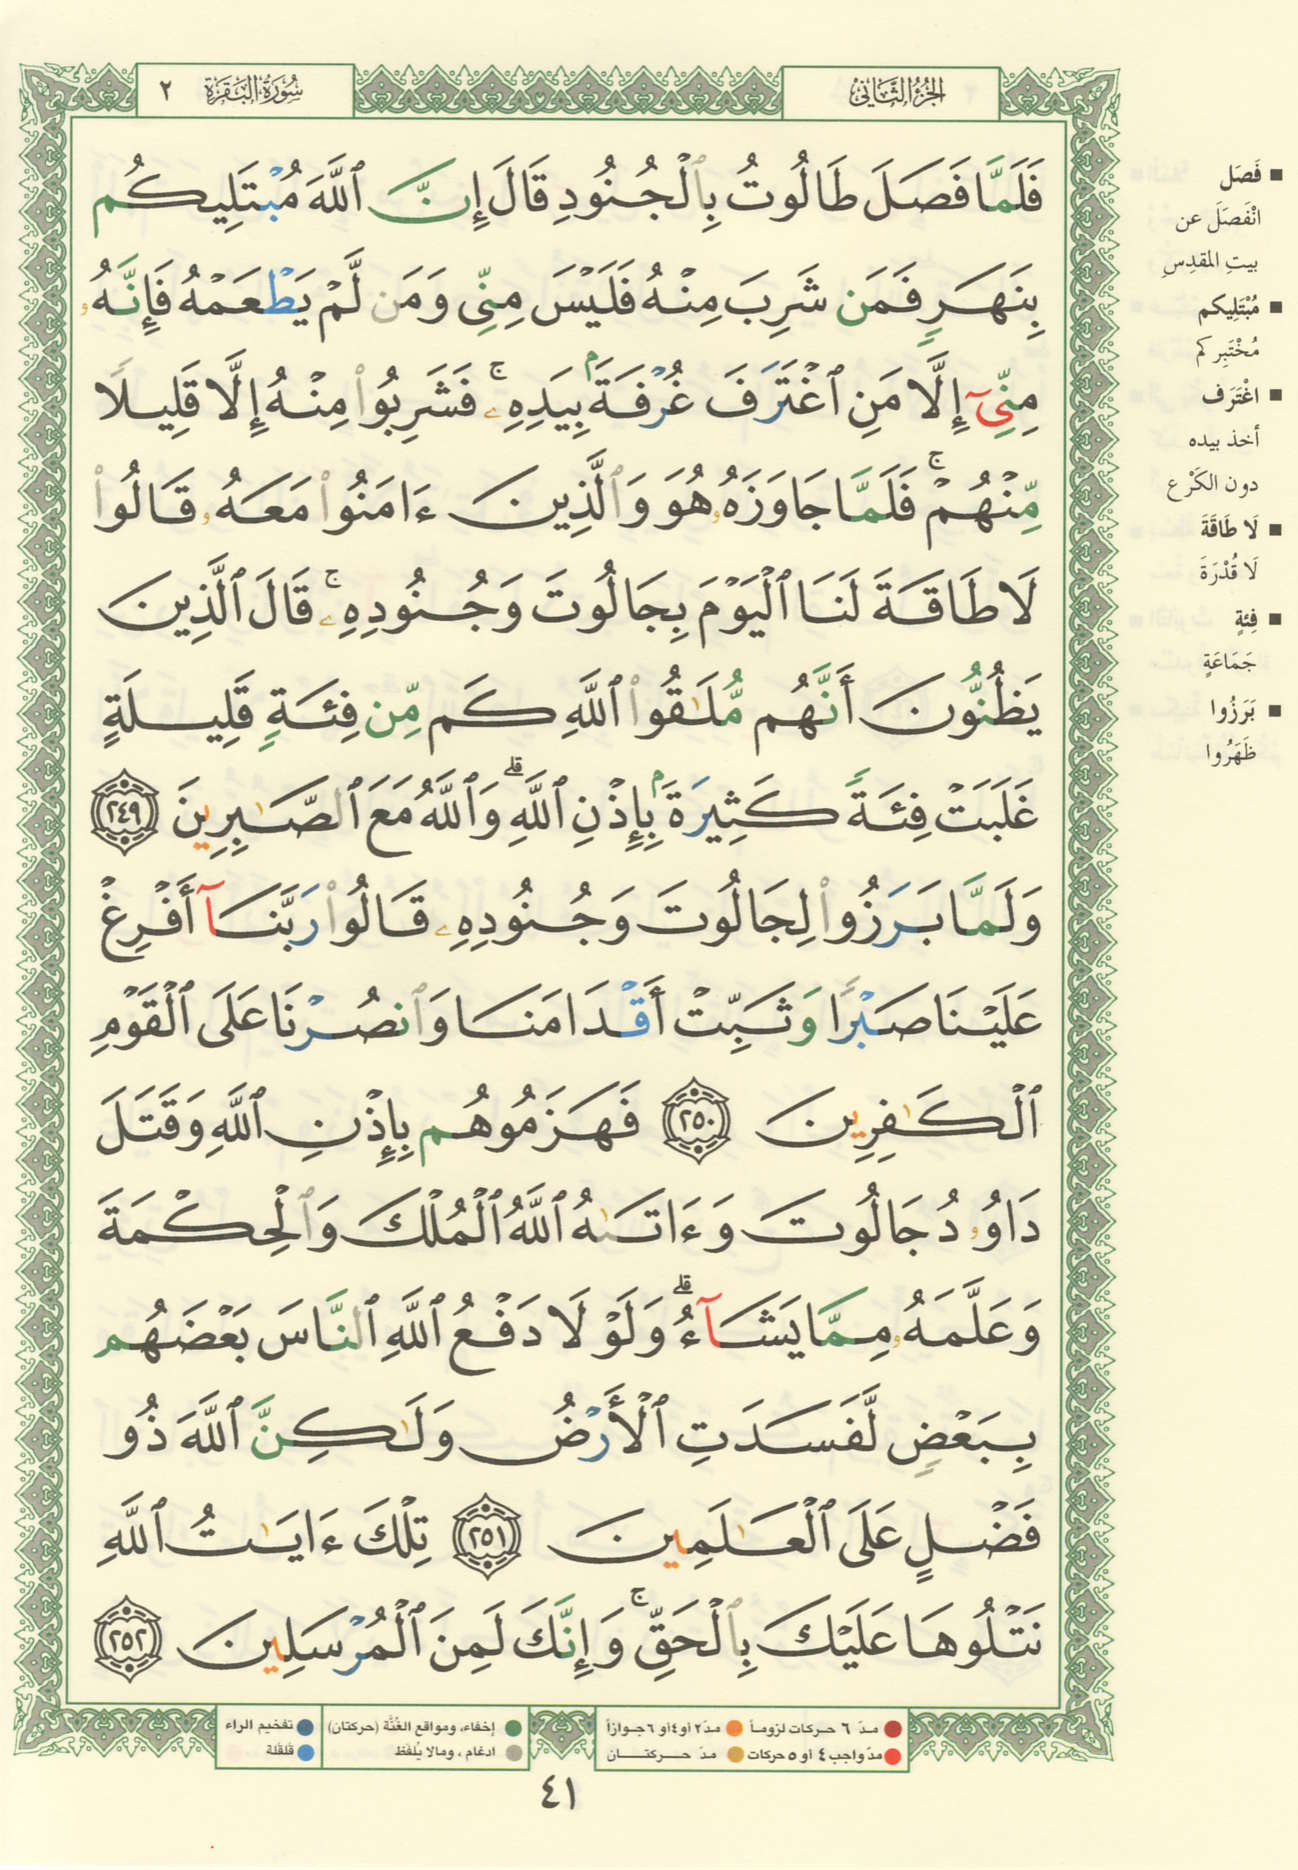 الجزء الثاني
سورة البقرة ٢
فَلَمَّا فَصَلَ طَالُوتُ بِٱلْجُنُودِ قَالَ إِنَّ ٱللَّهَ مُبْتَلِيكُم
بِنَهَرٍ فَمَن شَرِبَ مِنْهُ فَلَيْسَ مِنِّى وَمَن لَّمْ يَطْعَمْهُ فَإِنَّهُۥ
مِنِّىٓ إِلَّا مَنِ ٱغْتَرَفَ غُرْفَةَۢ بِيَدِهِۦ ۚ فَشَرِبُوا۟ مِنْهُ إِلَّا قَلِيلًا
مِّنْهُمْ ۚ فَلَمَّا جَاوَزَهُۥ هُوَ وَٱلَّذِينَ ءَامَنُوا۟ مَعَهُۥ قَالُوا۟
لَا طَاقَةَ لَنَا ٱلْيَوْمَ بِجَالُوتَ وَجُنُودِهِۦ ۚ قَالَ ٱلَّذِينَ
يَظُنُّونَ أَنَّهُم مُّلَٰقُوا۟ ٱللَّهِ كَم مِّن فِئَةٍ قَلِيلَةٍ
غَلَبَتْ فِئَةً كَثِيرَةَۢ بِإِذْنِ ٱللَّهِ ۗ وَٱللَّهُ مَعَ ٱلصَّٰبِرِينَ ٢٤٩
وَلَمَّا بَرَزُوا۟ لِجَالُوتَ وَجُنُودِهِۦ قَالُوا۟ رَبَّنَآ أَفْرِغْ
عَلَيْنَا صَبْرًا وَثَبِّتْ أَقْدَامَنَا وَٱنصُرْنَا عَلَى ٱلْقَوْمِ
ٱلْكَٰفِرِينَ ٢٥٠ فَهَزَمُوهُم بِإِذْنِ ٱللَّهِ وَقَتَلَ
دَاوُۥدُ جَالُوتَ وَءَاتَىٰهُ ٱللَّهُ ٱلْمُلْكَ وَٱلْحِكْمَةَ
وَعَلَّمَهُۥ مِمَّا يَشَآءُ ۗ وَلَوْلَا دَفْعُ ٱللَّهِ ٱلنَّاسَ بَعْضَهُم
بِبَعْضٍ لَّفَسَدَتِ ٱلْأَرْضُ وَلَٰكِنَّ ٱللَّهَ ذُو
فَضْلٍ عَلَى ٱلْعَٰلَمِينَ ٢٥١ تِلْكَ ءَايَٰتُ ٱللَّهِ
نَتْلُوهَا عَلَيْكَ بِٱلْحَقِّ ۚ وَإِنَّكَ لَمِنَ ٱلْمُرْسَلِينَ ٢٥٢
■ فَصَل
انْفَصَلَ عن
بيتِ المقدِسِ
■ مُبْتَلِيكم
مُخْتَبِركم
■ اغْتَرَف
أخذ بيده
دون الكَرْع
■ لَا طَاقَةَ
لَا قُدْرَةَ
■ فِئةٍ
جَمَاعَةٍ
■ بَرَزُوا
ظَهَرُوا
مدّ ٦ حركات لزوماً
مدّ ٢ أو ٤ أو ٦ جوازاً
إخفاء، ومواقع الغُنَّة (حركتان)
تفخيم الراء
مدّ واجب ٤ أو ٥ حركات
مدّ حركتان
ادغام، ومالا يُلفَظ
قلقلة
٤١